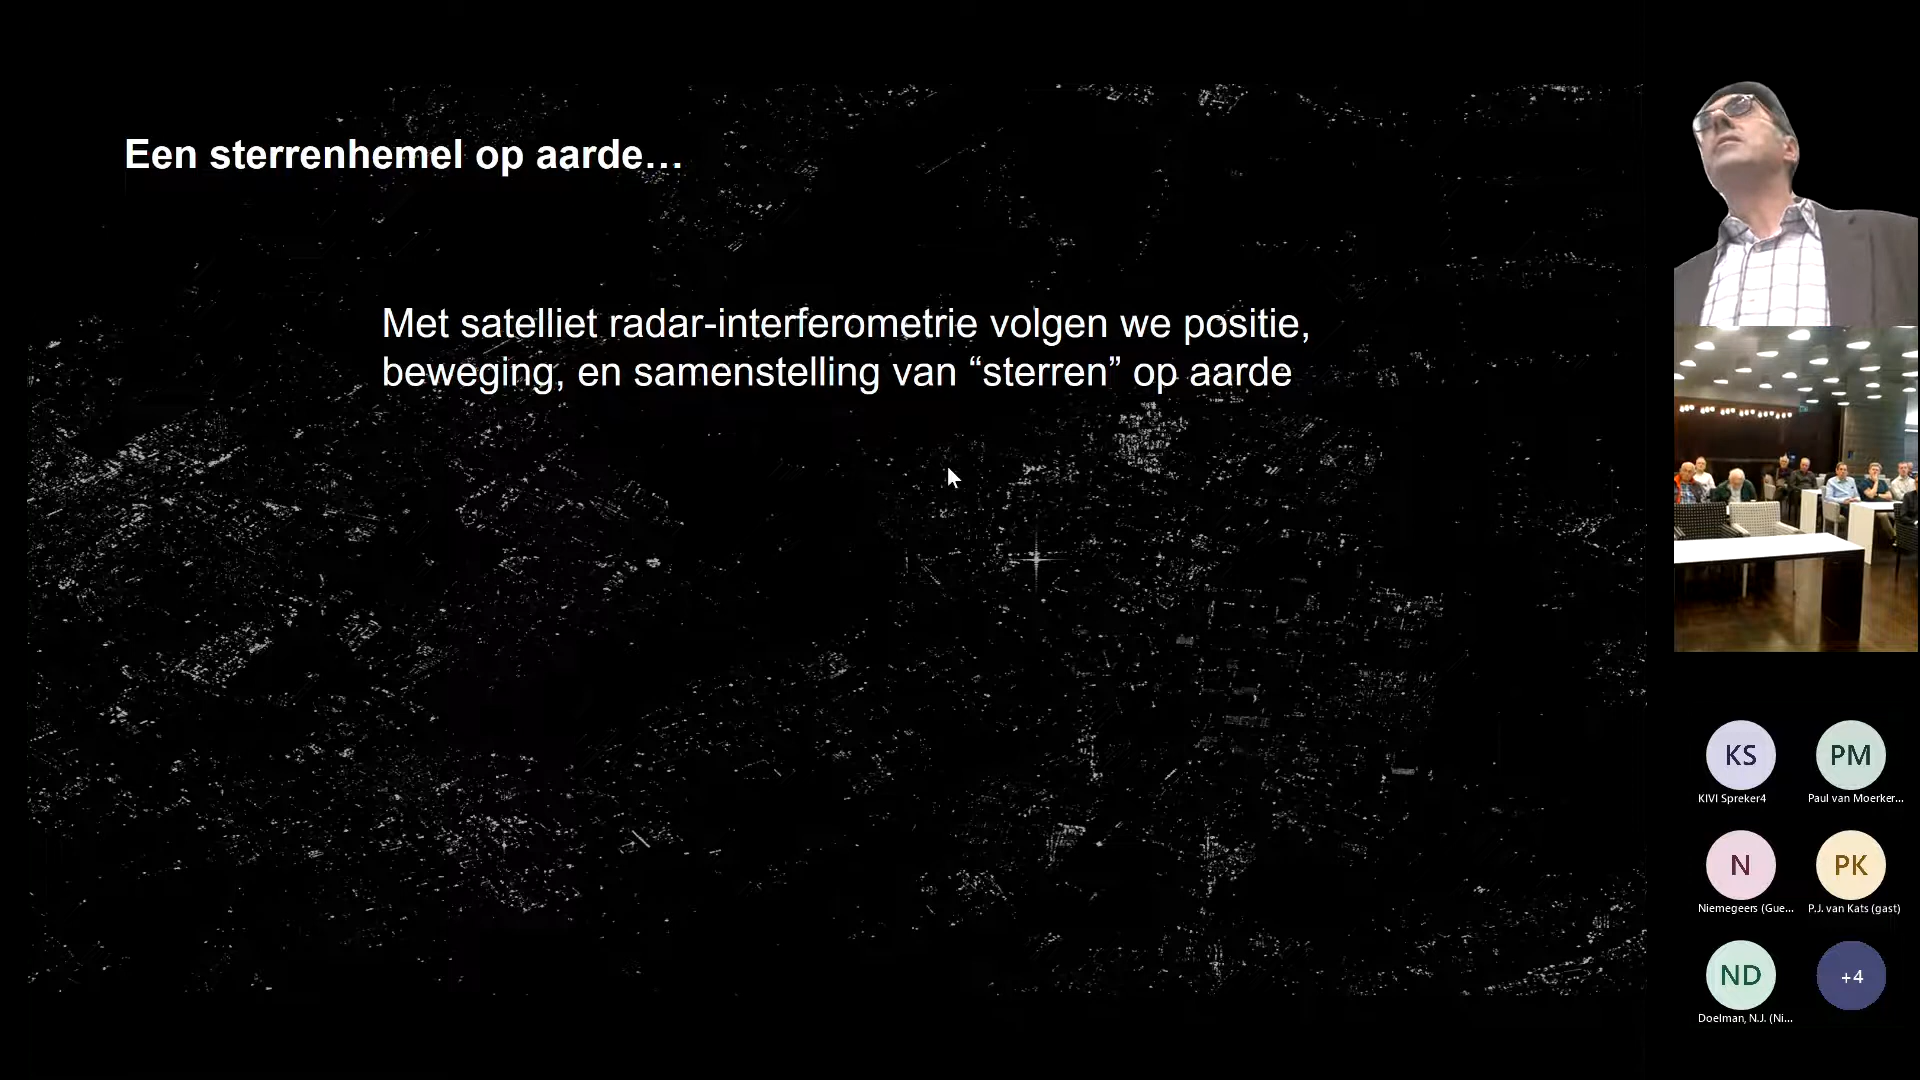 Een sterrenhemel op aarde…
Met satelliet radar-interferometrie volgen we positie,
beweging, en samenstelling van “sterren” op aarde
KS
PM
KIVI Spreker4
Paul van Moerker...
N
PK
Niemegeers (Gue...
P.J. van Kats (gast)
ND
+4
Doelman, N.J. (Ni...